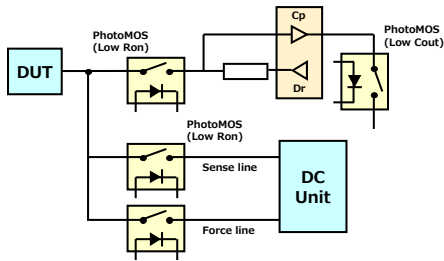 PhotoMOS
(Low Ron)
Cp
PhotoMOS
(Low Cout)
DUT
Dr
PhotoMOS
(Low Ron)
Sense line
DC
Unit
Force line